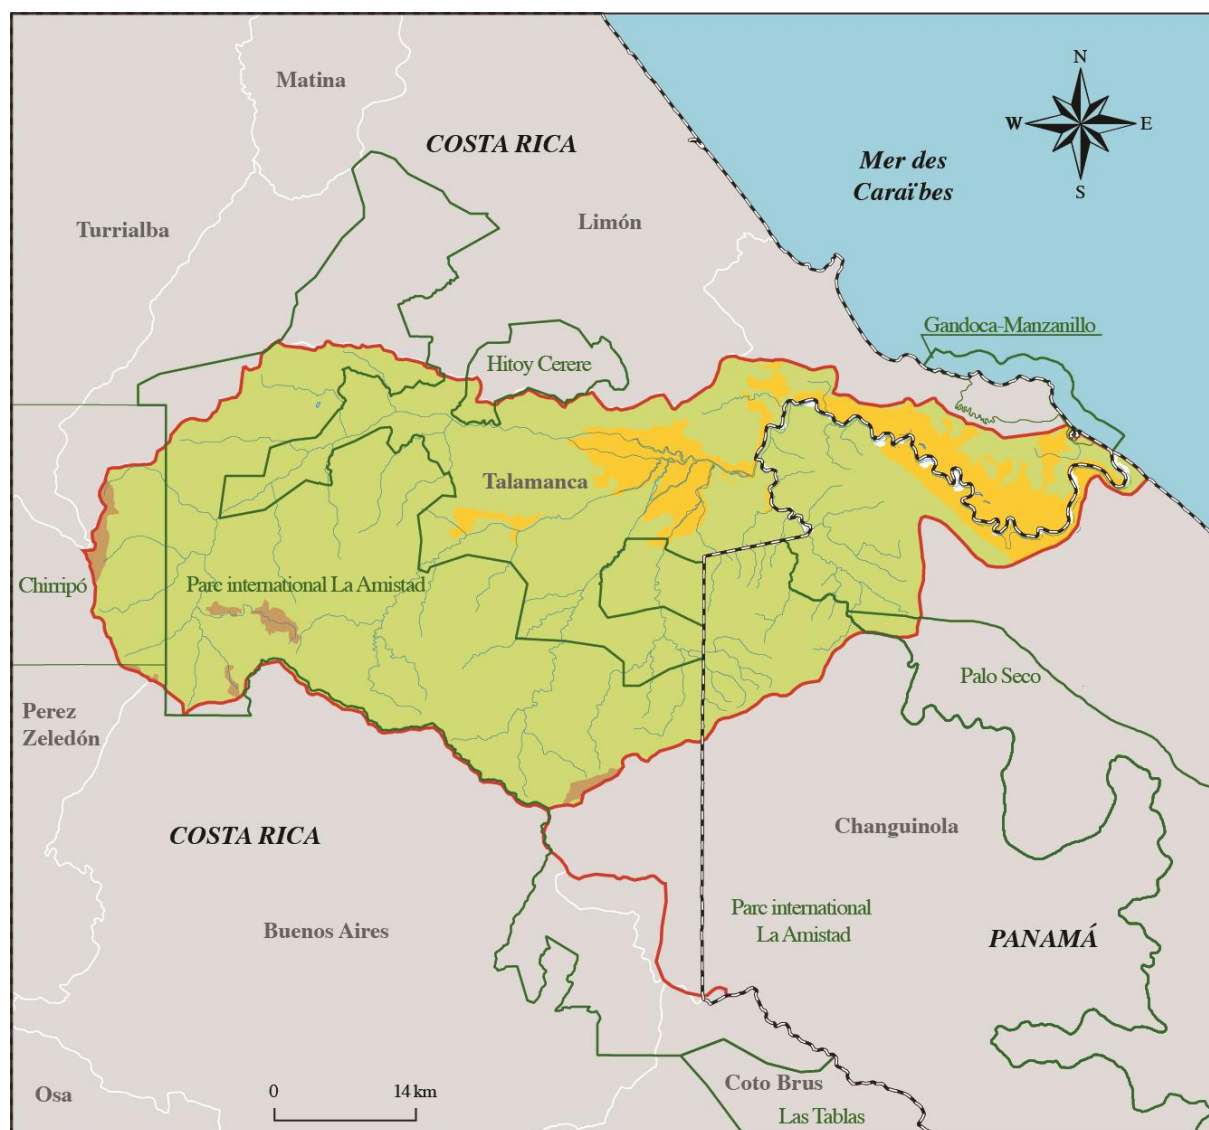 Matina
COSTA RICA
N
W
E
S
Mer des
Caraïbes
Turrialba
Limón
Gandoca-Manzanillo
Hitoy Cerere
Talamanca
Chirripó
Parc international La Amistad
Palo Seco
Perez
Zeledón
COSTA RICA
Changuinola
Buenos Aires
Parc international
La Amistad
PANAMÁ
Osa
0
14 km
Coto Brus
Las Tablas